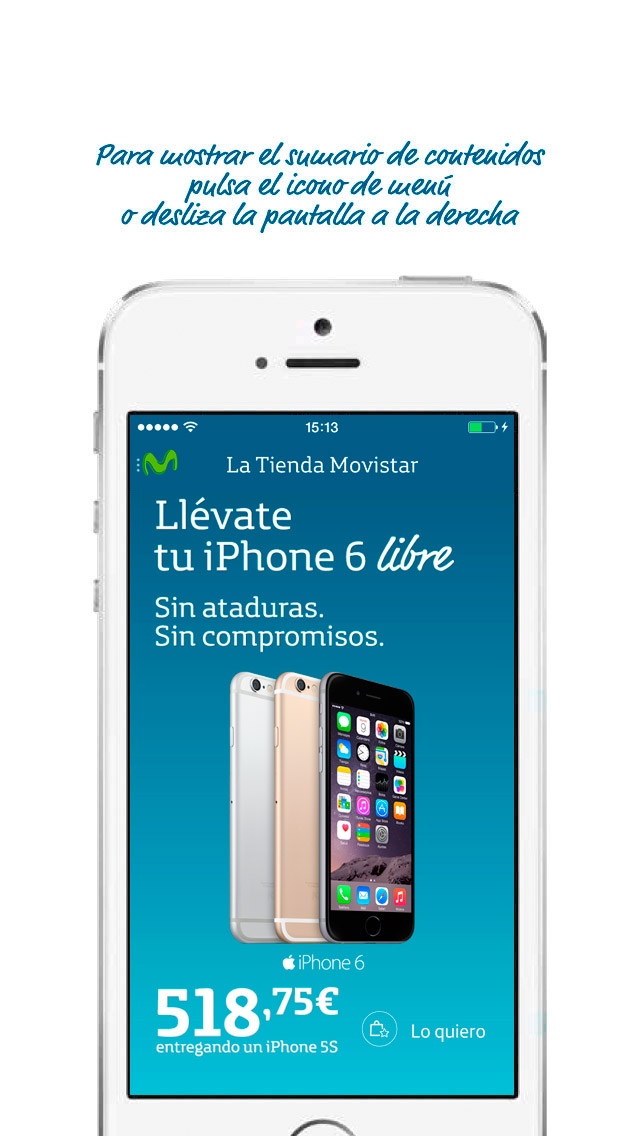 Para mostrar el sumario de contenidos
pulsa el icono de menú
o desliza la pantalla a la derecha
15:13
La Tienda Movistar
Llévate
tu iPhone 6 libre
Sin ataduras.
Sin compromisos.
iPhone 6
518,75€
entregando un iPhone 5S
Lo quiero